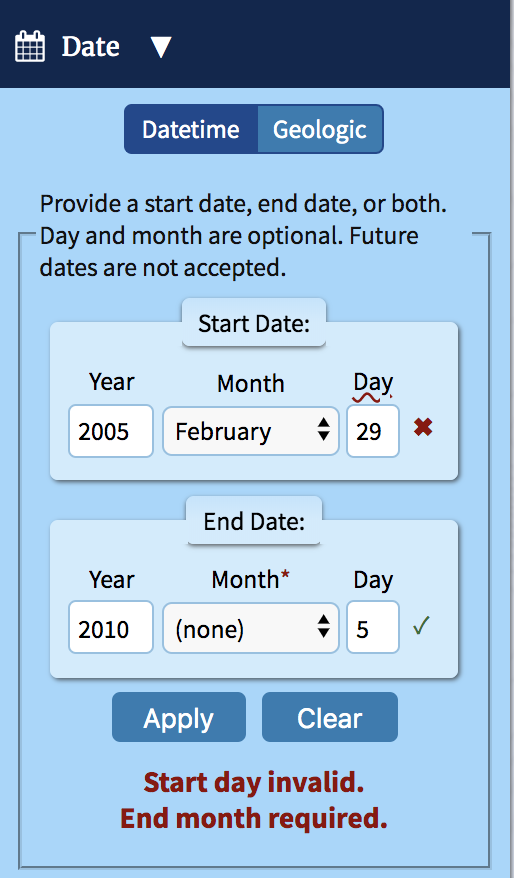 Date ▼
Datetime Geologic
Provide a start date, end date, or both.
Day and month are optional. Future
dates are not accepted.
Start Date:
Year Month Day
2005 February 29 ✖
End Date:
Year Month* Day
2010 (none) 5 ✓
Apply Clear
Start day invalid.
End month required.